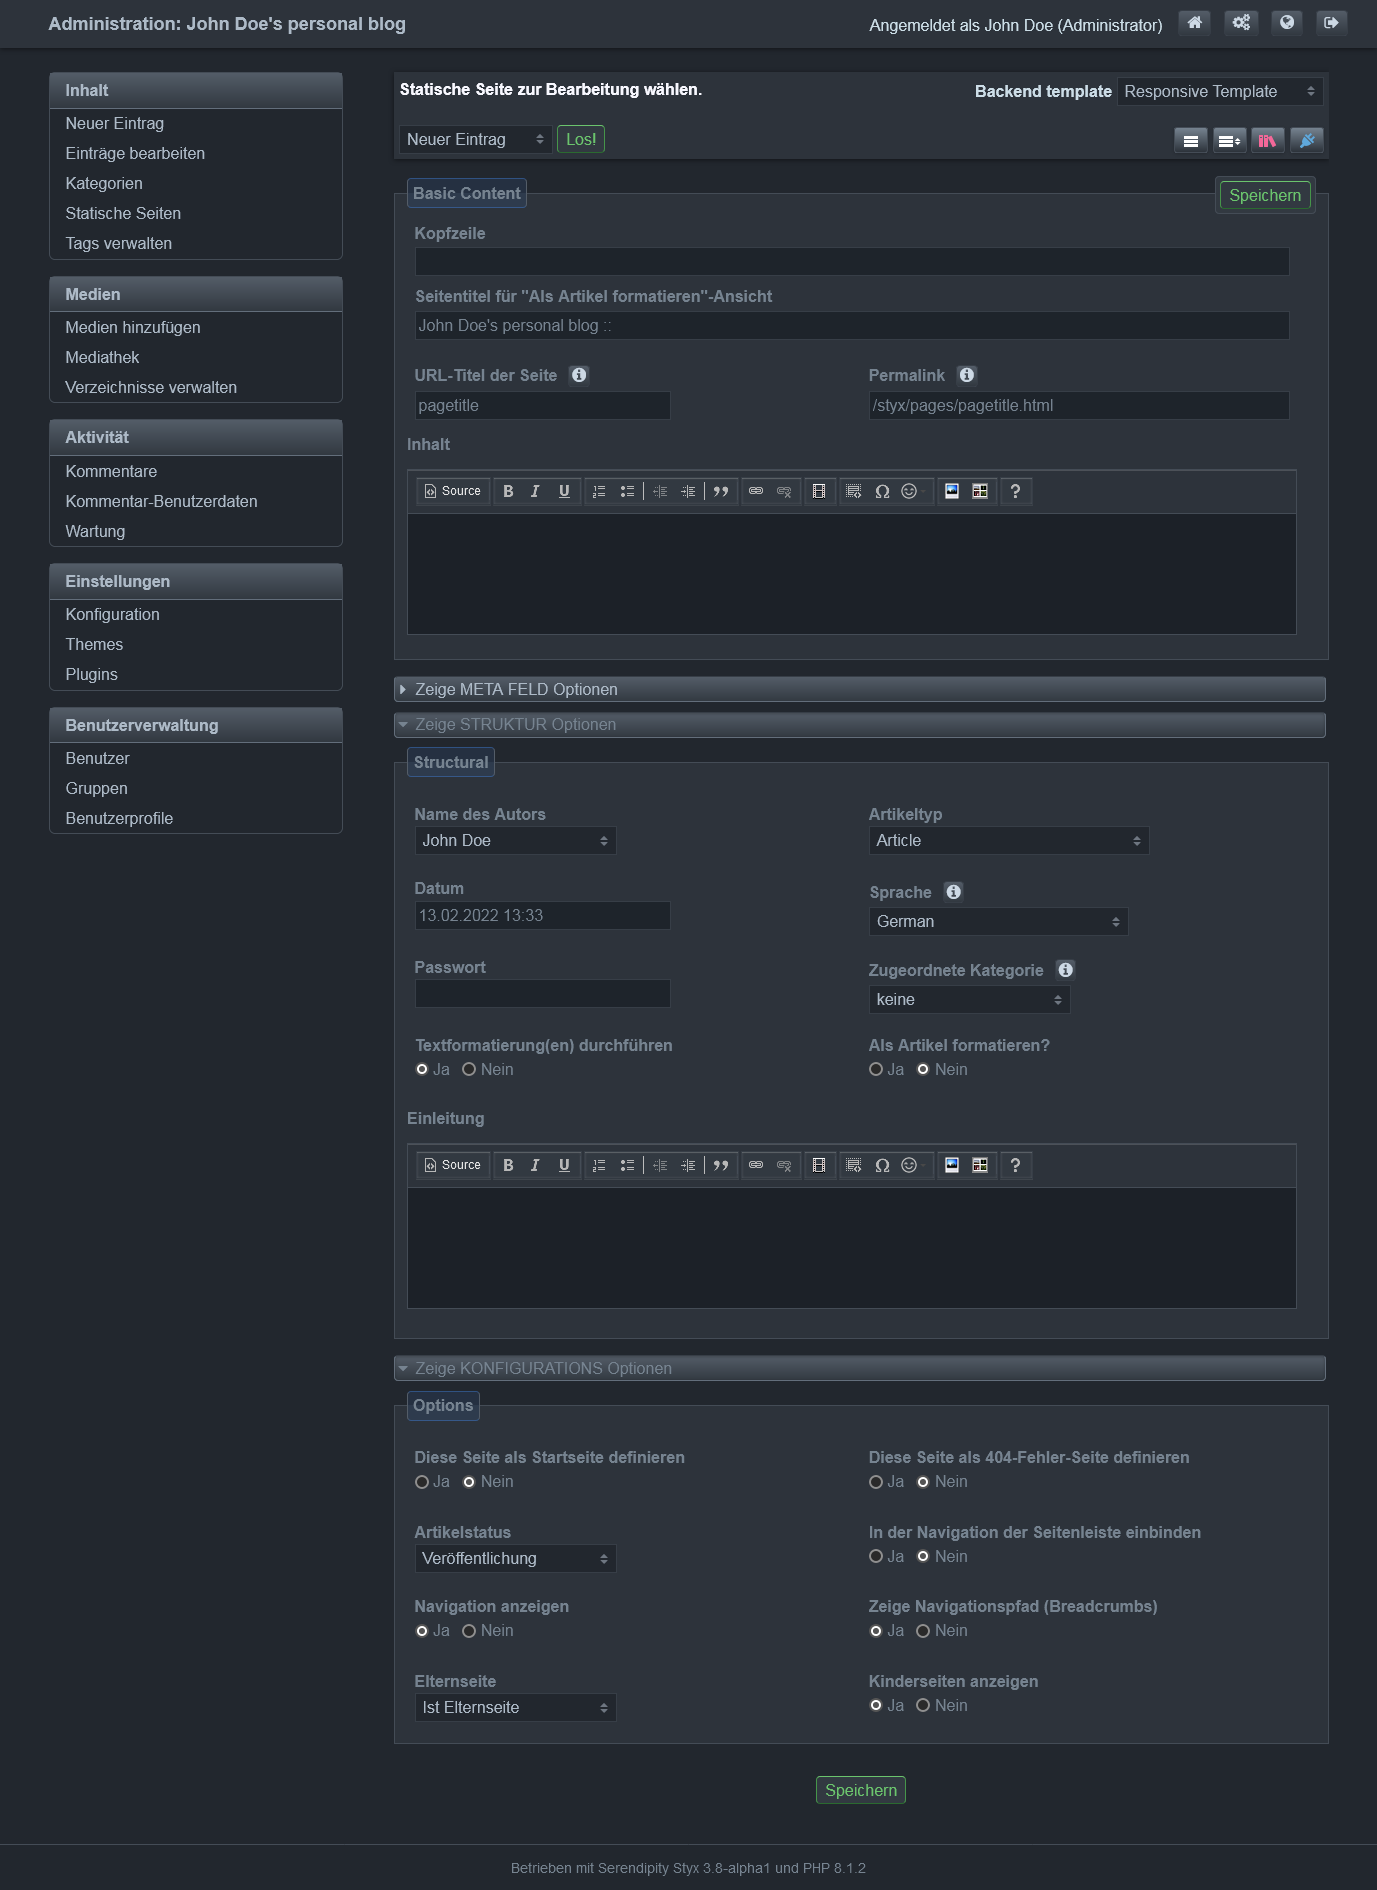 Administration: John Doe's personal blog
Angemeldet als John Doe (Administrator)
Inhalt
Neuer Eintrag
Einträge bearbeiten
Kategorien
Statische Seiten
Tags verwalten
Medien
Medien hinzufügen
Mediathek
Verzeichnisse verwalten
Aktivität
Kommentare
Kommentar-Benutzerdaten
Wartung
Einstellungen
Konfiguration
Themes
Plugins
Benutzerverwaltung
Benutzer
Gruppen
Benutzerprofile
Statische Seite zur Bearbeitung wählen.
Backend template Responsive Template
Neuer Eintrag Los!
Basic Content
Speichern
Kopfzeile
Seitentitel für "Als Artikel formatieren"-Ansicht
John Doe's personal blog ::
URL-Titel der Seite
Permalink
pagetitle
/styx/pages/pagetitle.html
Inhalt
Source B I U Ω ?
Zeige META FELD Optionen
Zeige STRUKTUR Optionen
Structural
Name des Autors
Artikeltyp
John Doe
Article
Datum
Sprache
13.02.2022 13:33
German
Passwort
Zugeordnete Kategorie
keine
Textformatierung(en) durchführen
Als Artikel formatieren?
Ja Nein
Ja Nein
Einleitung
Source B I U Ω ?
Zeige KONFIGURATIONS Optionen
Options
Diese Seite als Startseite definieren
Diese Seite als 404-Fehler-Seite definieren
Ja Nein
Ja Nein
Artikelstatus
In der Navigation der Seitenleiste einbinden
Veröffentlichung
Ja Nein
Navigation anzeigen
Zeige Navigationspfad (Breadcrumbs)
Ja Nein
Ja Nein
Elternseite
Kinderseiten anzeigen
Ist Elternseite
Ja Nein
Speichern
Betrieben mit Serendipity Styx 3.8-alpha1 und PHP 8.1.2